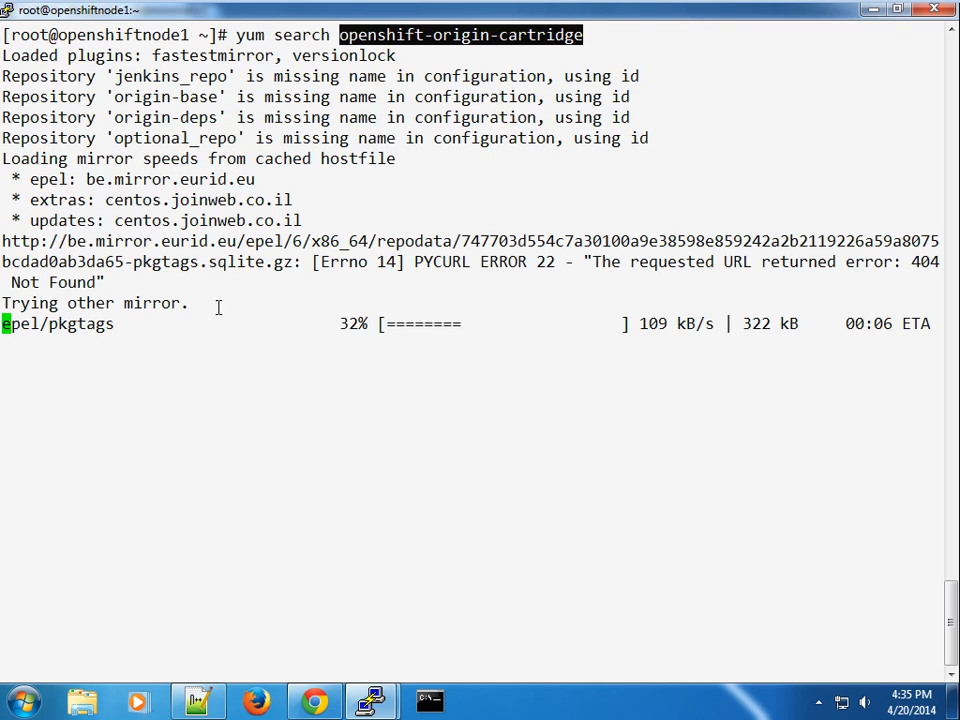 root@openshiftnode1:~
[root@openshiftnode1 ~]# yum search openshift-origin-cartridge
Loaded plugins: fastestmirror, versionlock
Repository 'jenkins_repo' is missing name in configuration, using id
Repository 'origin-base' is missing name in configuration, using id
Repository 'origin-deps' is missing name in configuration, using id
Repository 'optional_repo' is missing name in configuration, using id
Loading mirror speeds from cached hostfile
* epel: be.mirror.eurid.eu
* extras: centos.joinweb.co.il
* updates: centos.joinweb.co.il
http://be.mirror.eurid.eu/epel/6/x86_64/repodata/747703d554c7a30100a9e38598e859242a2b2119226a59a8075
bcdad0ab3da65-pkgtags.sqlite.gz: [Errno 14] PYCURL ERROR 22 - "The requested URL returned error: 404
Not Found"
Trying other mirror.
epel/pkgtags 32% [======== ] 109 kB/s | 322 kB 00:06 ETA
4:35 PM
4/20/2014